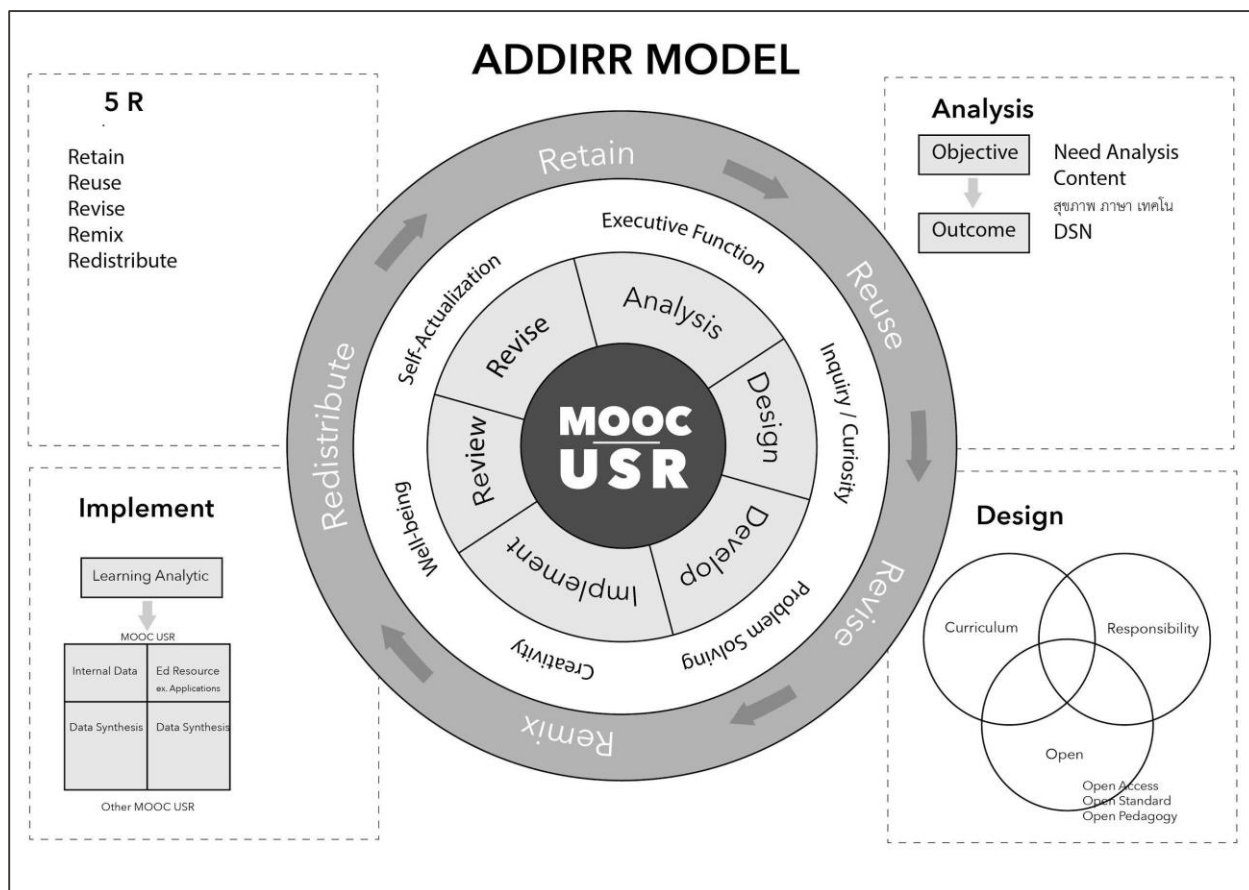 ADDIRR MODEL
5 R
.
Retain
Reuse
Revise
Remix
Redistribute
Analysis
Objective
Outcome
Need Analysis
Content
สุขภาพ ภาษา เทคโน
DSN
Retain
Reuse
Revise
Remix
Redistribute
Executive Function
Inquiry / Curiosity
Problem Solving
Creativity
Well-being
Self-Actualization
Analysis
Design
Develop
Implement
Review
Revise
MOOC
USR
Implement
Learning Analytic
MOOC USR
Internal Data
Ed Resource
ex. Applications
Data Synthesis
Data Synthesis
Other MOOC USR
Design
Curriculum
Responsibility
Open
Open Access
Open Standard
Open Pedagogy